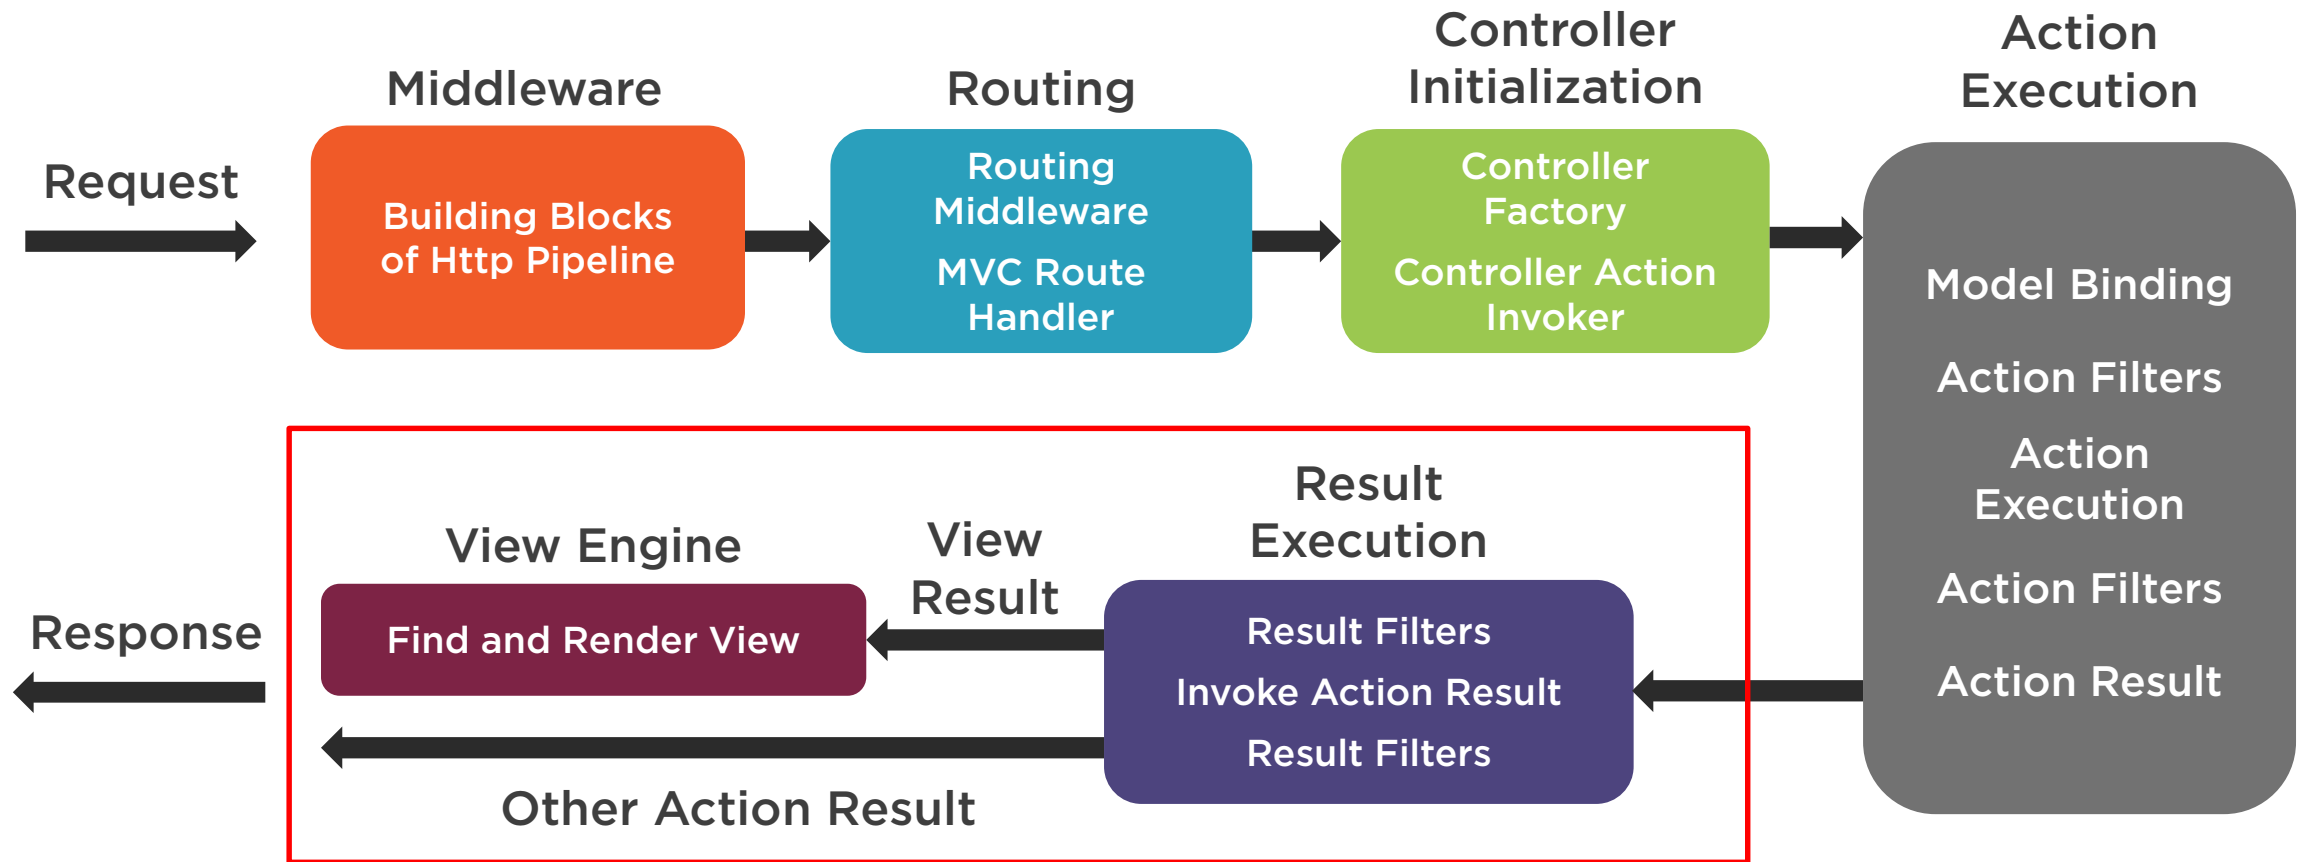 Request
Middleware
Building Blocks
of Http Pipeline
Routing
Routing
Middleware
MVC Route
Handler
Controller
Initialization
Controller
Factory
Controller Action
Invoker
Action
Execution
Model Binding
Action Filters
Action
Execution
Action Filters
Action Result
Result
Execution
Result Filters
Invoke Action Result
Result Filters
View
Result
View Engine
Find and Render View
Other Action Result
Response